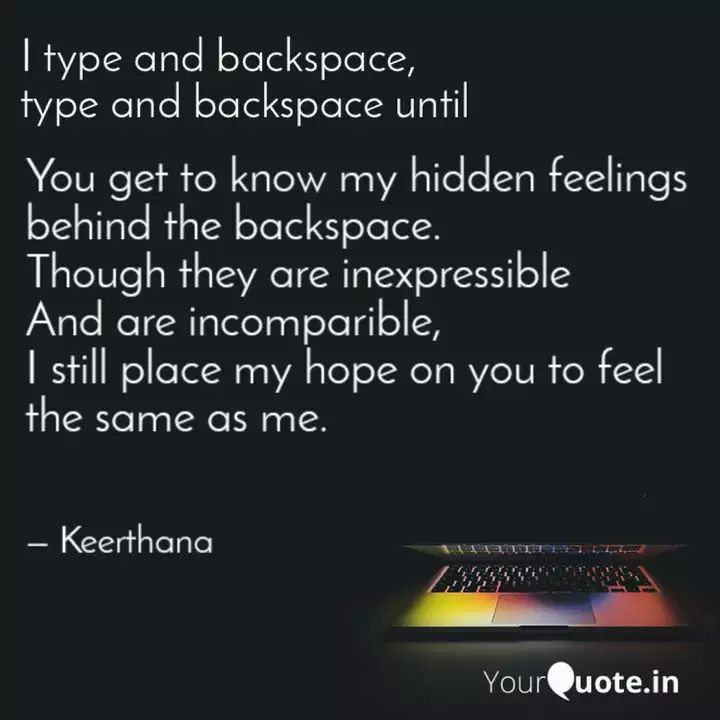 I type and backspace,
type and backspace until
You get to know my hidden feelings
behind the backspace.
Though they are inexpressible
And are incomparible,
I still place my hope on you to feel
the same as me.
– Keerthana
YourQuote.in